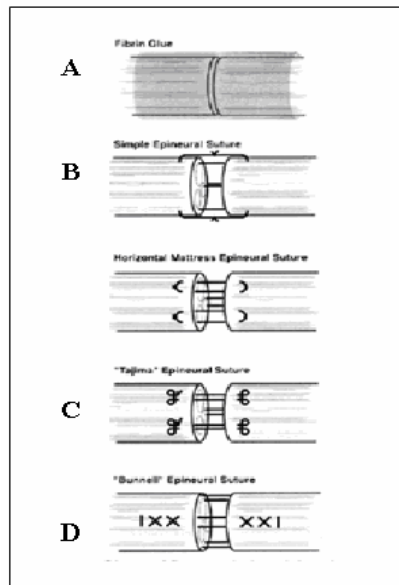 Fibrin Glue
A
Simple Epineural Suture
B
Horizontal Mattress Epineural Suture
"Tajima" Epineural Suture
C
"Bunnell" Epineural Suture
D